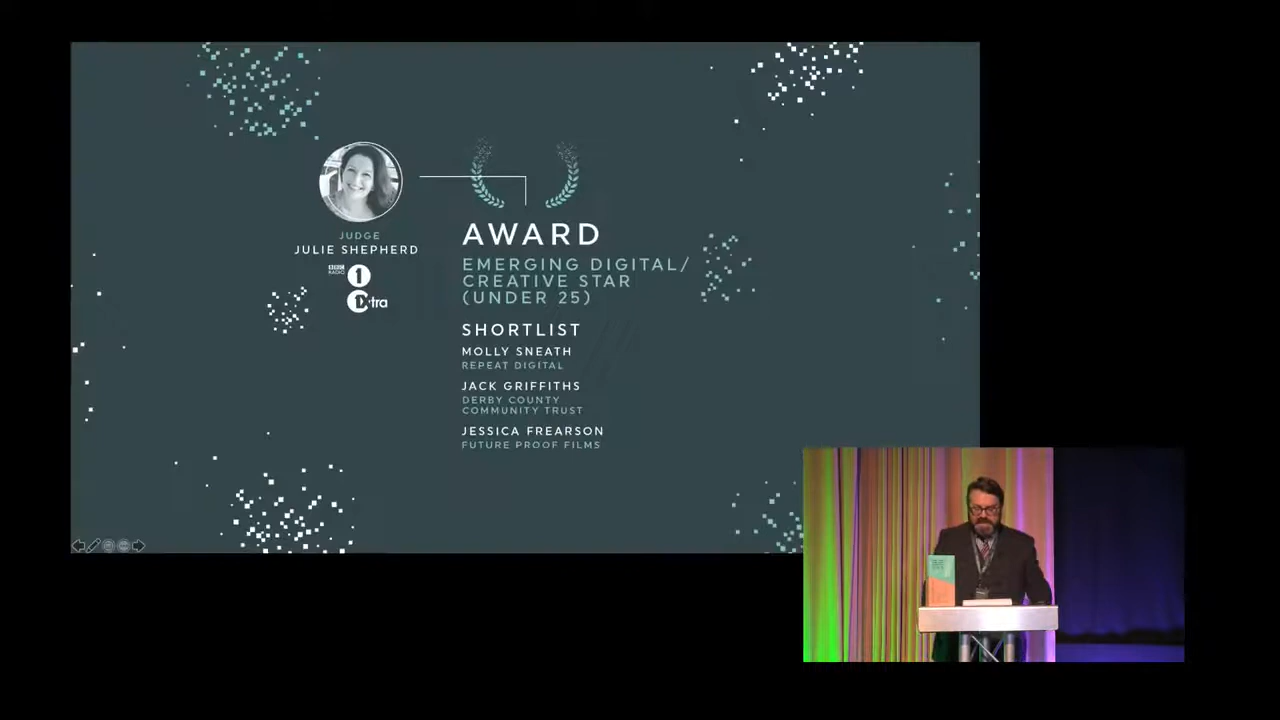 JUDGE
JULIE SHEPHERD
BBC
RADIO
1
1Xtra
AWARD
EMERGING DIGITAL/
CREATIVE STAR
(UNDER 25)
SHORTLIST
MOLLY SNEATH
REPEAT DIGITAL
JACK GRIFFITHS
DERBY COUNTY
COMMUNITY TRUST
JESSICA FREARSON
FUTURE PROOF FILMS